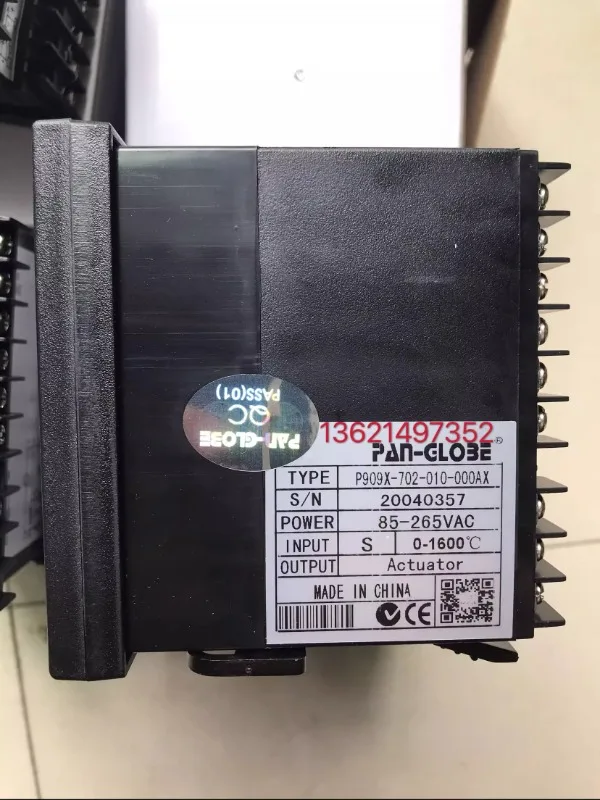 PASS(01)
QC
PAN-GLOBE
13621497352
PAN-GLOBE®
TYPE P909X-702-010-000AX
S/N 20040357
POWER 85-265VAC
INPUT S 0-1600℃
OUTPUT Actuator
MADE IN CHINA
CE